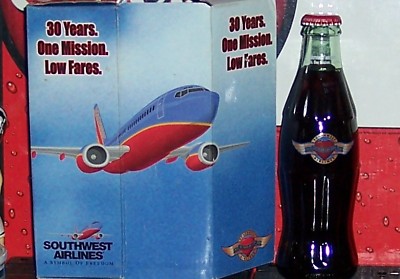 30 Years.
One Mission.
Low Fares.
30 Years.
One Mission.
Low Fares.
SOUTHWEST
AIRLINES
A SYMBOL OF FREEDOM